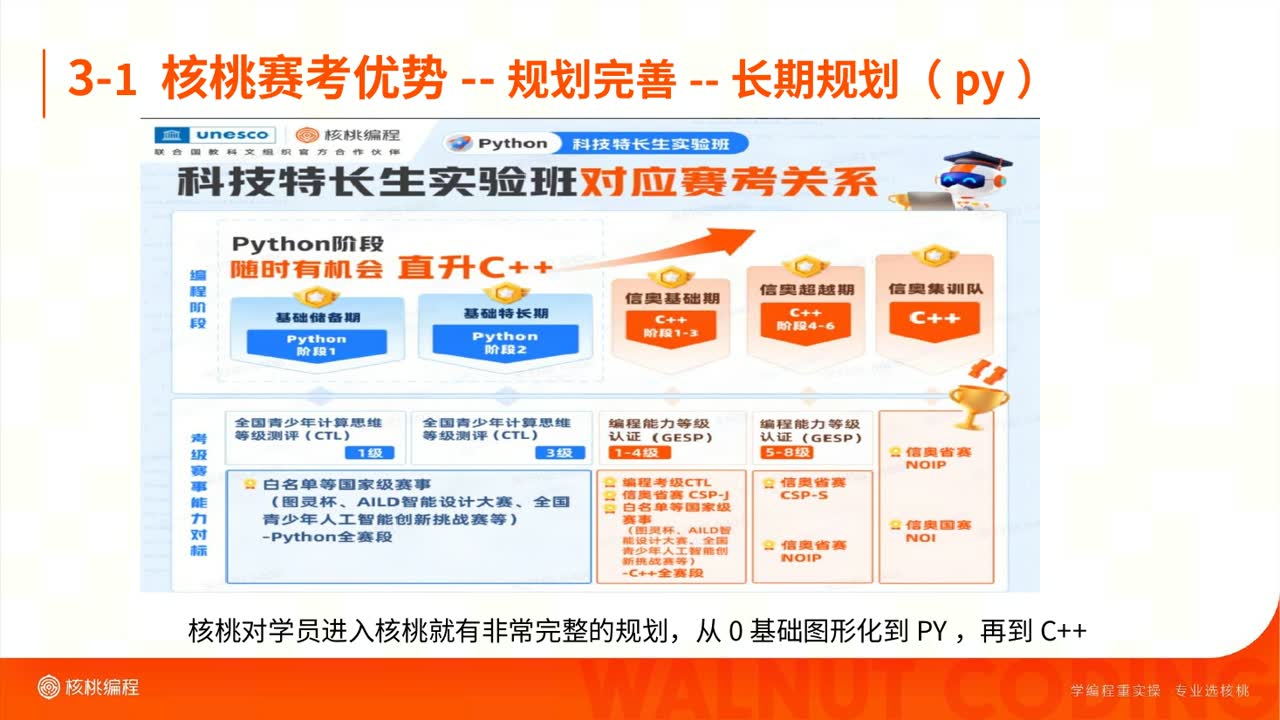 3-1 核桃赛考优势 -- 规划完善 -- 长期规划（ py ）
unesco
核桃编程
联合国教科文组织官方合作伙伴
Python
科技特长生实验班
科技特长生实验班对应赛考关系
编程阶段
Python阶段
随时有机会 直升C++
基础储备期
Python
阶段1
基础特长期
Python
阶段2
信奥基础期
C++
阶段1-3
信奥超越期
C++
阶段4-6
信奥集训队
C++
考级赛事能力对标
全国青少年计算思维
等级测评（CTL）
1级
全国青少年计算思维
等级测评（CTL）
3级
编程能力等级
认证（GESP）
1-4级
编程能力等级
认证（GESP）
5-8级
白名单等国家级赛事
（图灵杯、AILD智能设计大赛、全国
青少年人工智能创新挑战赛等）
-Python全赛段
编程考级CTL
信奥省赛 CSP-J
白名单等国家级
赛事
（图灵杯、AILD智
能设计大赛、全国
青少年人工智能创
新挑战赛等）
-C++全赛段
信奥省赛
CSP-S
信奥省赛
NOIP
信奥省赛
NOIP
信奥国赛
NOI
核桃对学员进入核桃就有非常完整的规划，从 0 基础图形化到 PY ，再到 C++
核桃编程
WALNUT CODING
学编程重实操 专业选核桃